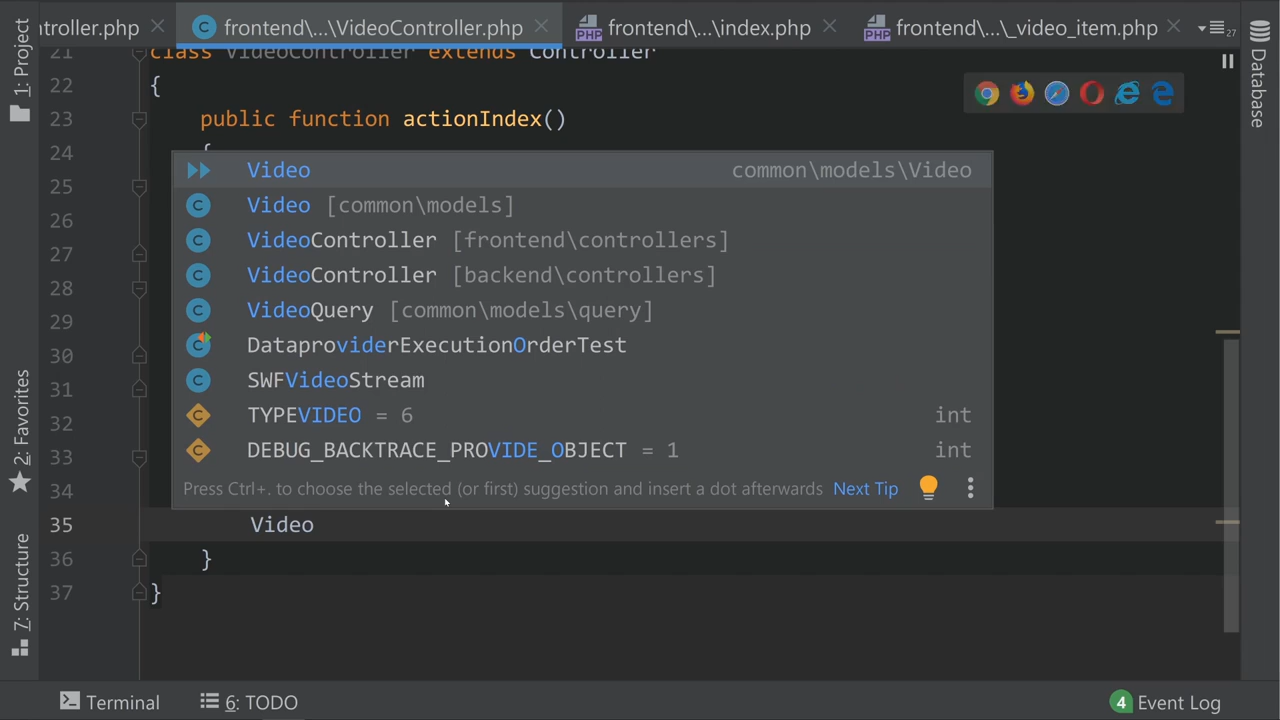 ontroller.php frontend\...\VideoController.php frontend\...\index.php frontend\...\_video_item.php 27
21 class VideoController extends Controller
22 {
23 public function actionIndex()
24 {
25
26
27
28
29
30
31
32
33
34
35 Video
36 }
37 }
Video common\models\Video
Video [common\models]
VideoController [frontend\controllers]
VideoController [backend\controllers]
VideoQuery [common\models\query]
DataproviderExecutionOrderTest
SWFVideoStream
TYPEVIDEO = 6 int
DEBUG_BACKTRACE_PROVIDE_OBJECT = 1 int
Press Ctrl+. to choose the selected (or first) suggestion and insert a dot afterwards Next Tip
1: Project
2: Favorites
7: Structure
Database
Terminal 6: TODO 4 Event Log